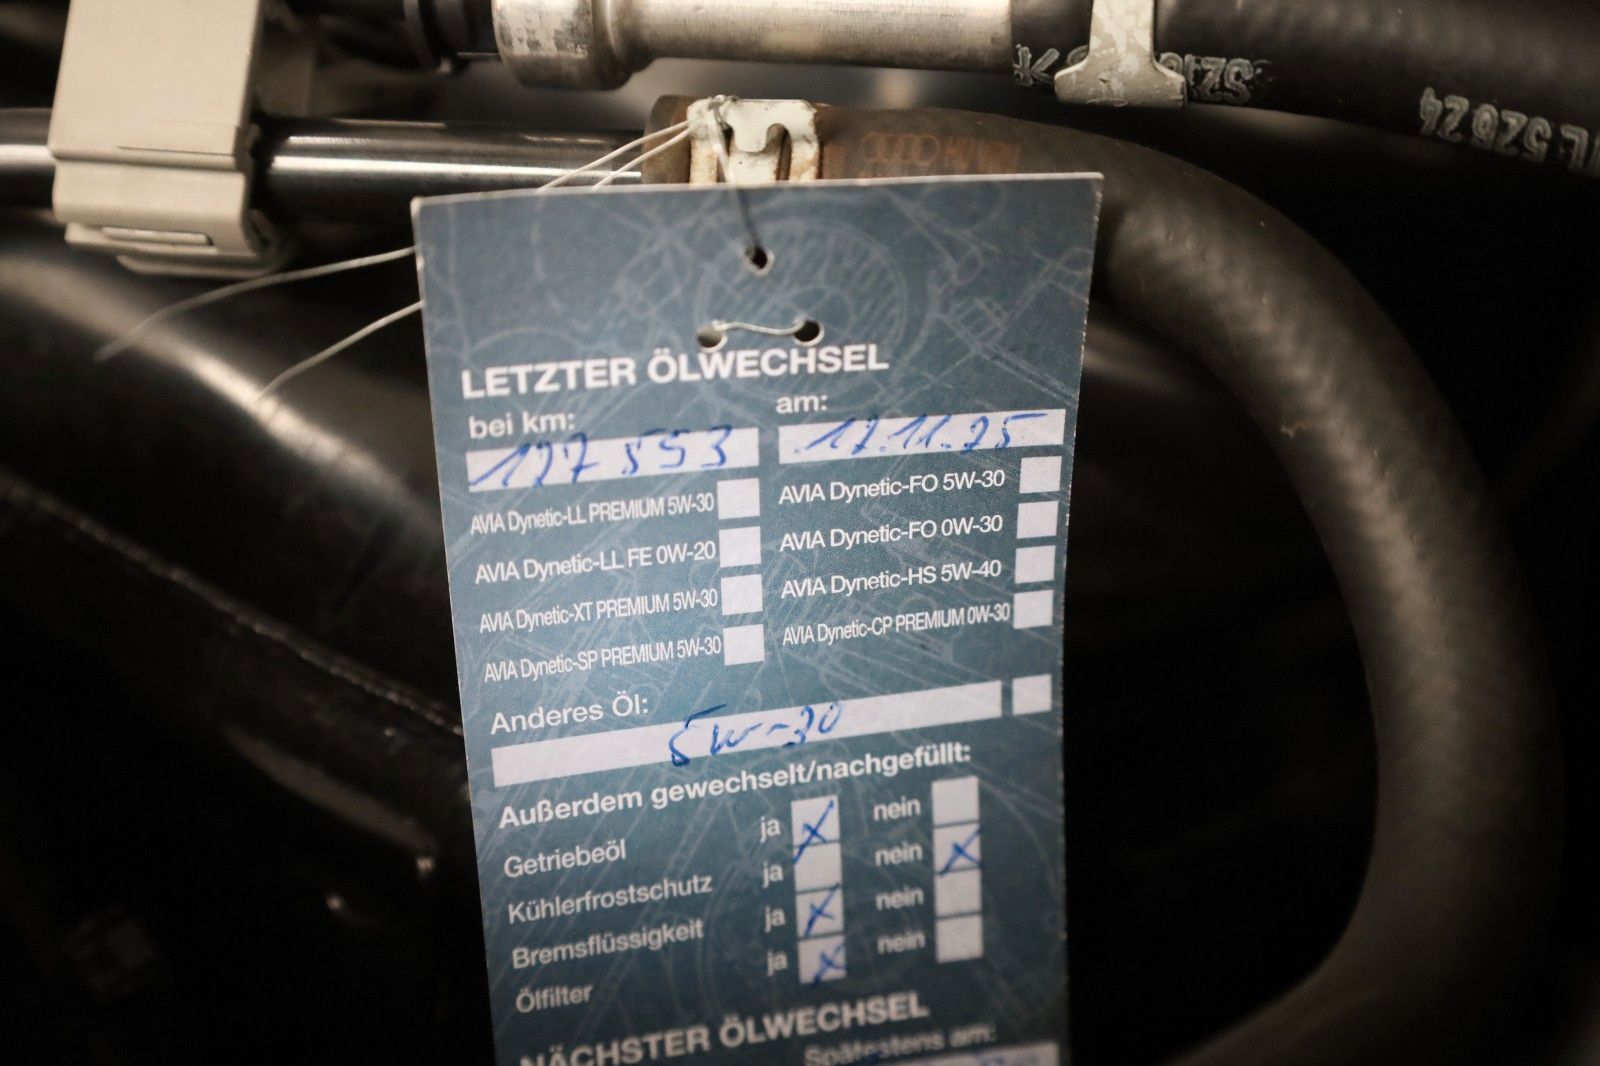 LETZTER ÖLWECHSEL
bei km: am:
127 553 17.11.25
AVIA Dynetic-LL PREMIUM 5W-30 AVIA Dynetic-FO 5W-30
AVIA Dynetic-LL FE 0W-20 AVIA Dynetic-FO 0W-30
AVIA Dynetic-XT PREMIUM 5W-30 AVIA Dynetic-HS 5W-40
AVIA Dynetic-SP PREMIUM 5W-30 AVIA Dynetic-CP PREMIUM 0W-30
Anderes Öl:
5W-30
Außerdem gewechselt/nachgefüllt:
Getriebeöl ja X nein
Kühlerfrostschutz ja nein X
Bremsflüssigkeit ja X nein
Ölfilter ja X nein
NÄCHSTER ÖLWECHSEL
Spätestens am: